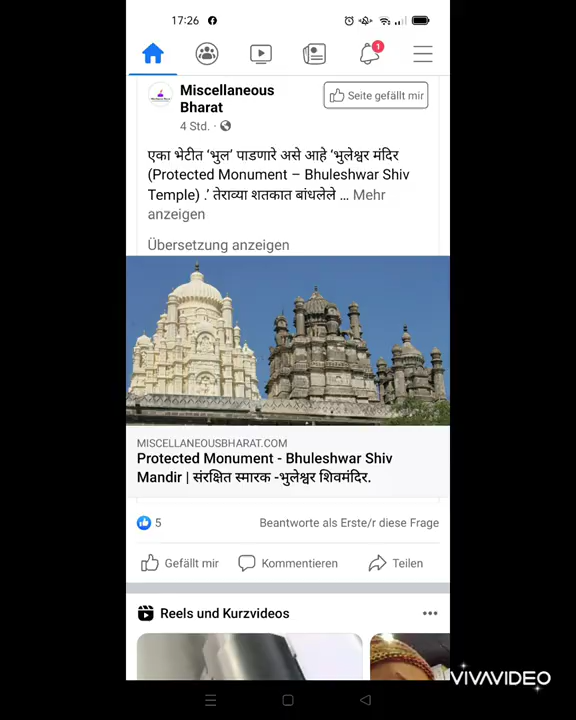 17:26
1
Miscellaneous
Bharat
Seite gefällt mir
4 Std. ·
एका भेटीत ‘भुल’ पाडणारे असे आहे ‘भुलेश्वर मंदिर
(Protected Monument – Bhuleshwar Shiv
Temple) .’ तेराव्या शतकात बांधलेले ... Mehr
anzeigen
Übersetzung anzeigen
MISCELLANEOUSBHARAT.COM
Protected Monument - Bhuleshwar Shiv
Mandir | संरक्षित स्मारक -भुलेश्वर शिवमंदिर.
5
Beantworte als Erste/r diese Frage
Gefällt mir
Kommentieren
Teilen
Reels und Kurzvideos
VIVAVIDEO